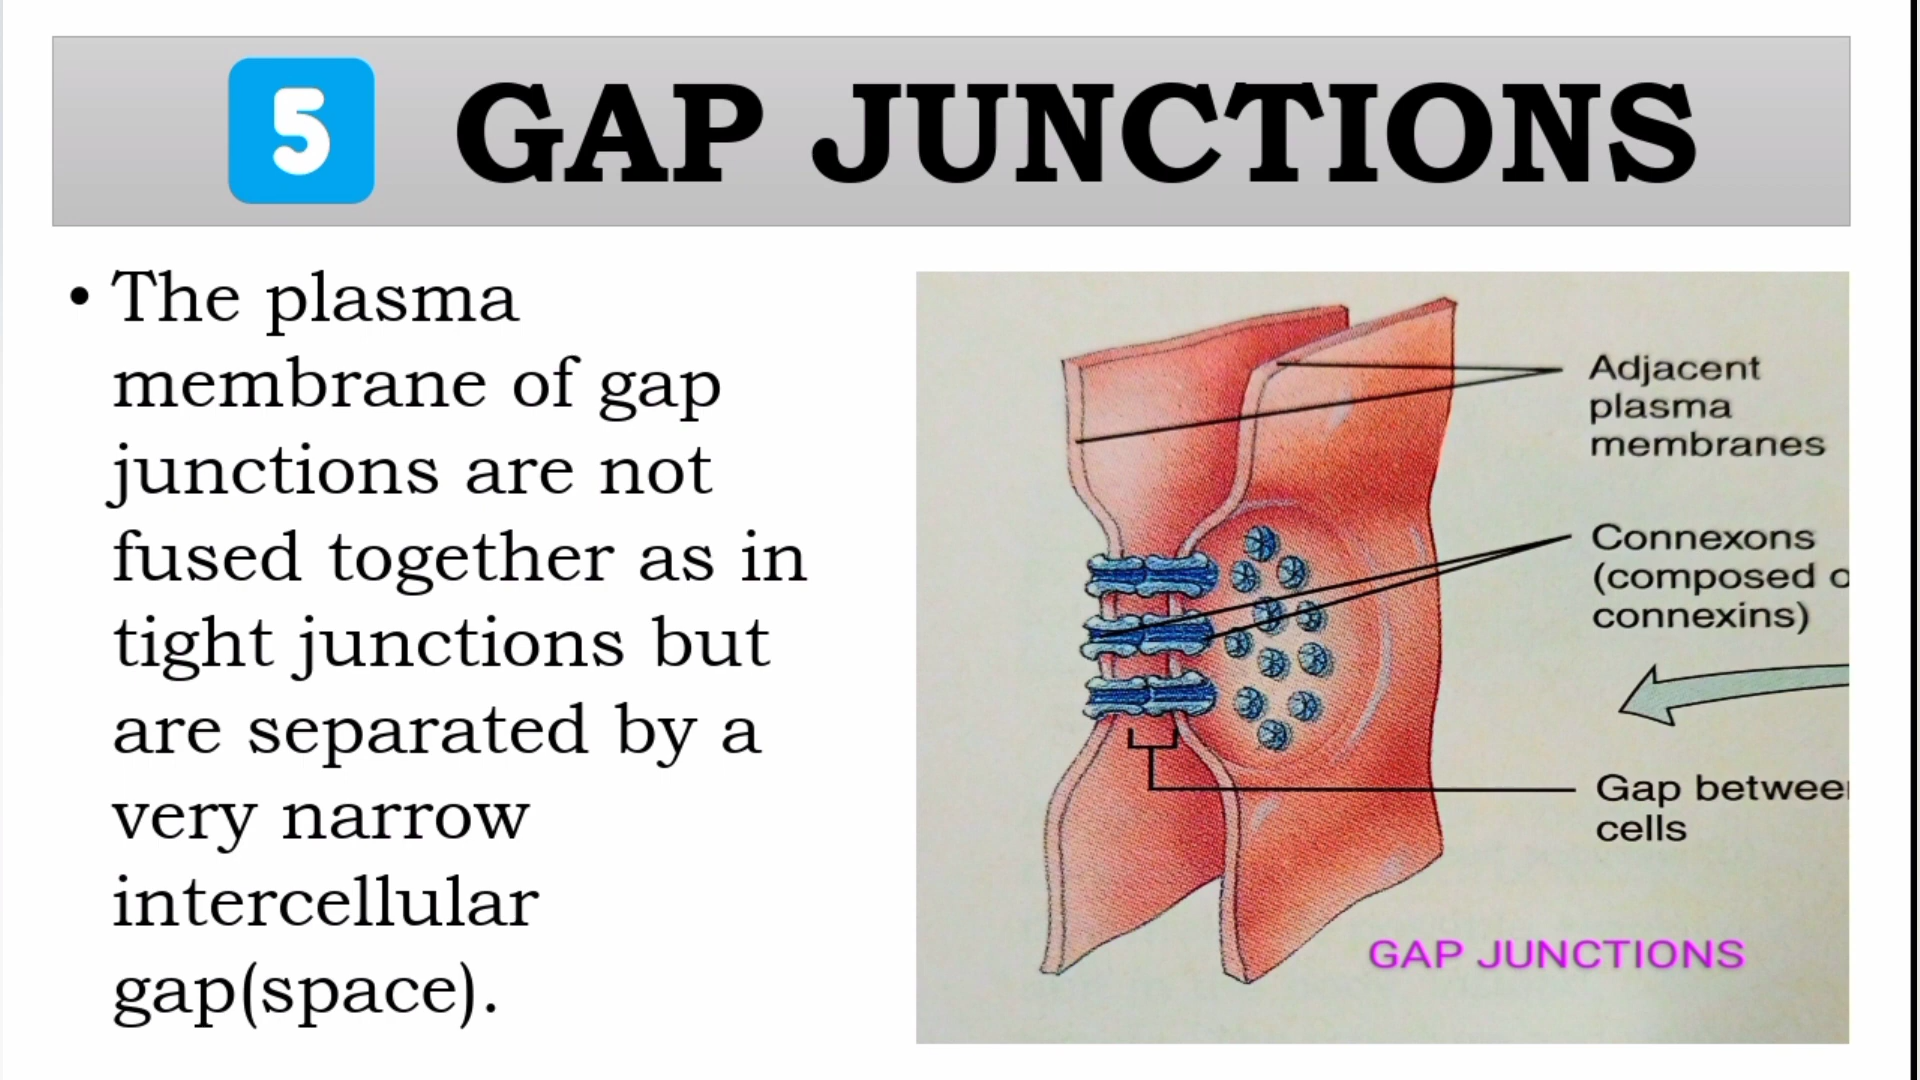 5 GAP JUNCTIONS
• The plasma
membrane of gap
junctions are not
fused together as in
tight junctions but
are separated by a
very narrow
intercellular
gap(space).
Adjacent
plasma
membranes
Connexons
(composed o
connexins)
Gap betwee
cells
GAP JUNCTIONS